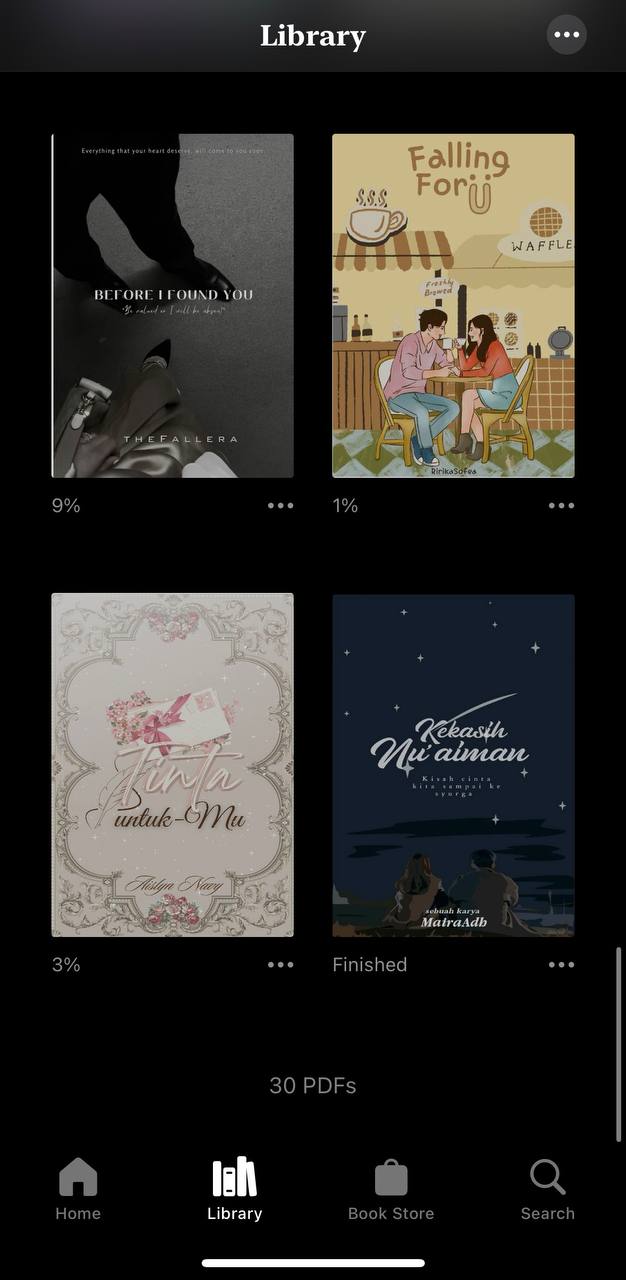 Library
Everything that your heart deserve, will come to you soon.
BEFORE I FOUND YOU
"Be valued or I will be absent"
THEFALLERA
9%
Falling
For Ü
WAFFLE
Freshly
Brewed
RirikaSofea
1%
Tinta
untuk-Mu
Aislyn Navy
3%
Kekasih
Nu'aiman
Kisah cinta
kita sampai ke
syurga
sebuah karya
MairaAdh
Finished
30 PDFs
Home
Library
Book Store
Search